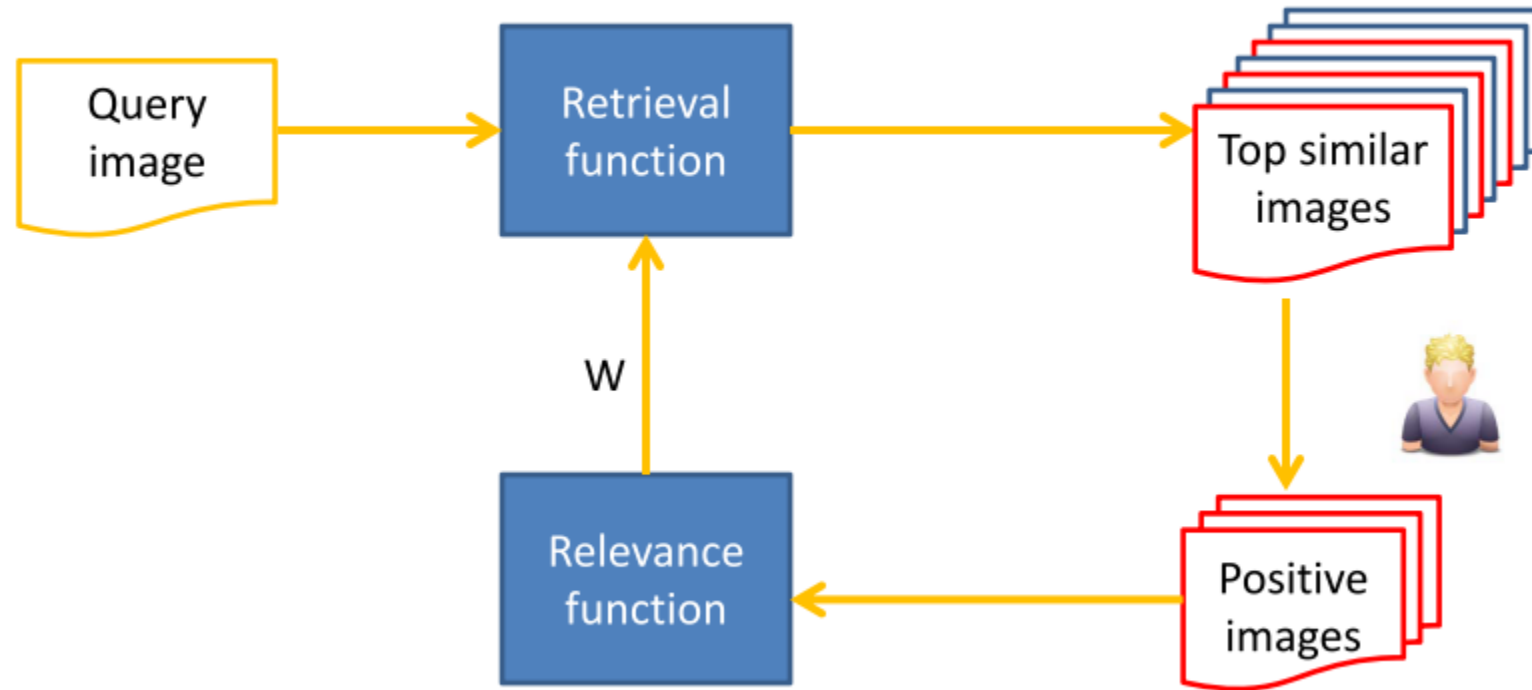 Query
image
Retrieval
function
Top similar
images
W
Relevance
function
Positive
images